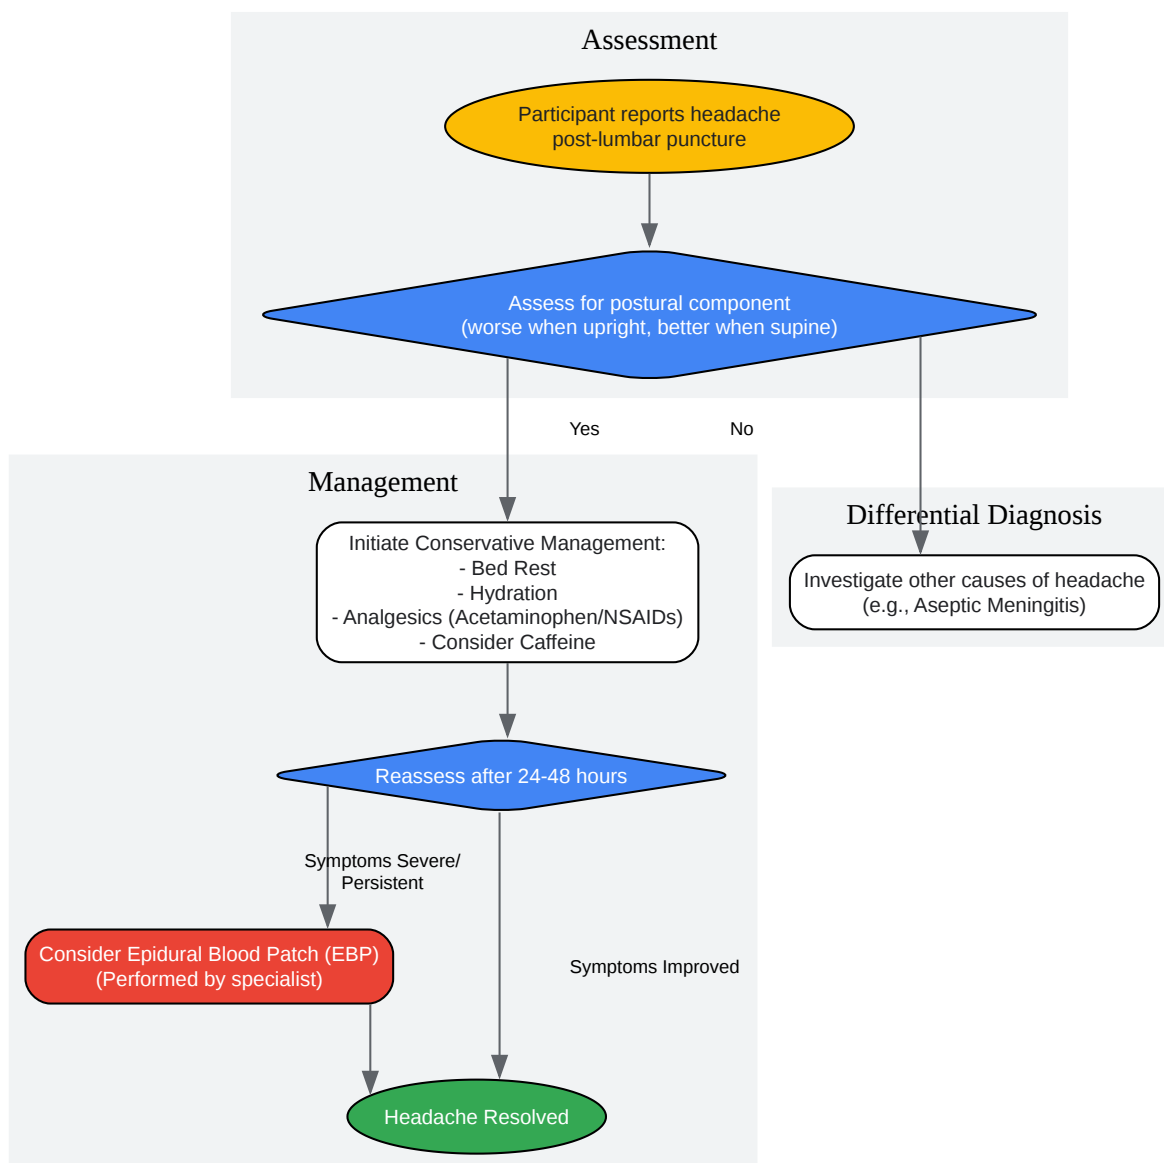 Assessment
Participant reports headache
post-lumbar puncture
Assess for postural component
(worse when upright, better when supine)
Yes
No
Management
Initiate Conservative Management:
- Bed Rest
- Hydration
- Analgesics (Acetaminophen/NSAIDs)
- Consider Caffeine
Differential Diagnosis
Investigate other causes of headache
(e.g., Aseptic Meningitis)
Reassess after 24-48 hours
Symptoms Severe/
Persistent
Consider Epidural Blood Patch (EBP)
(Performed by specialist)
Symptoms Improved
Headache Resolved